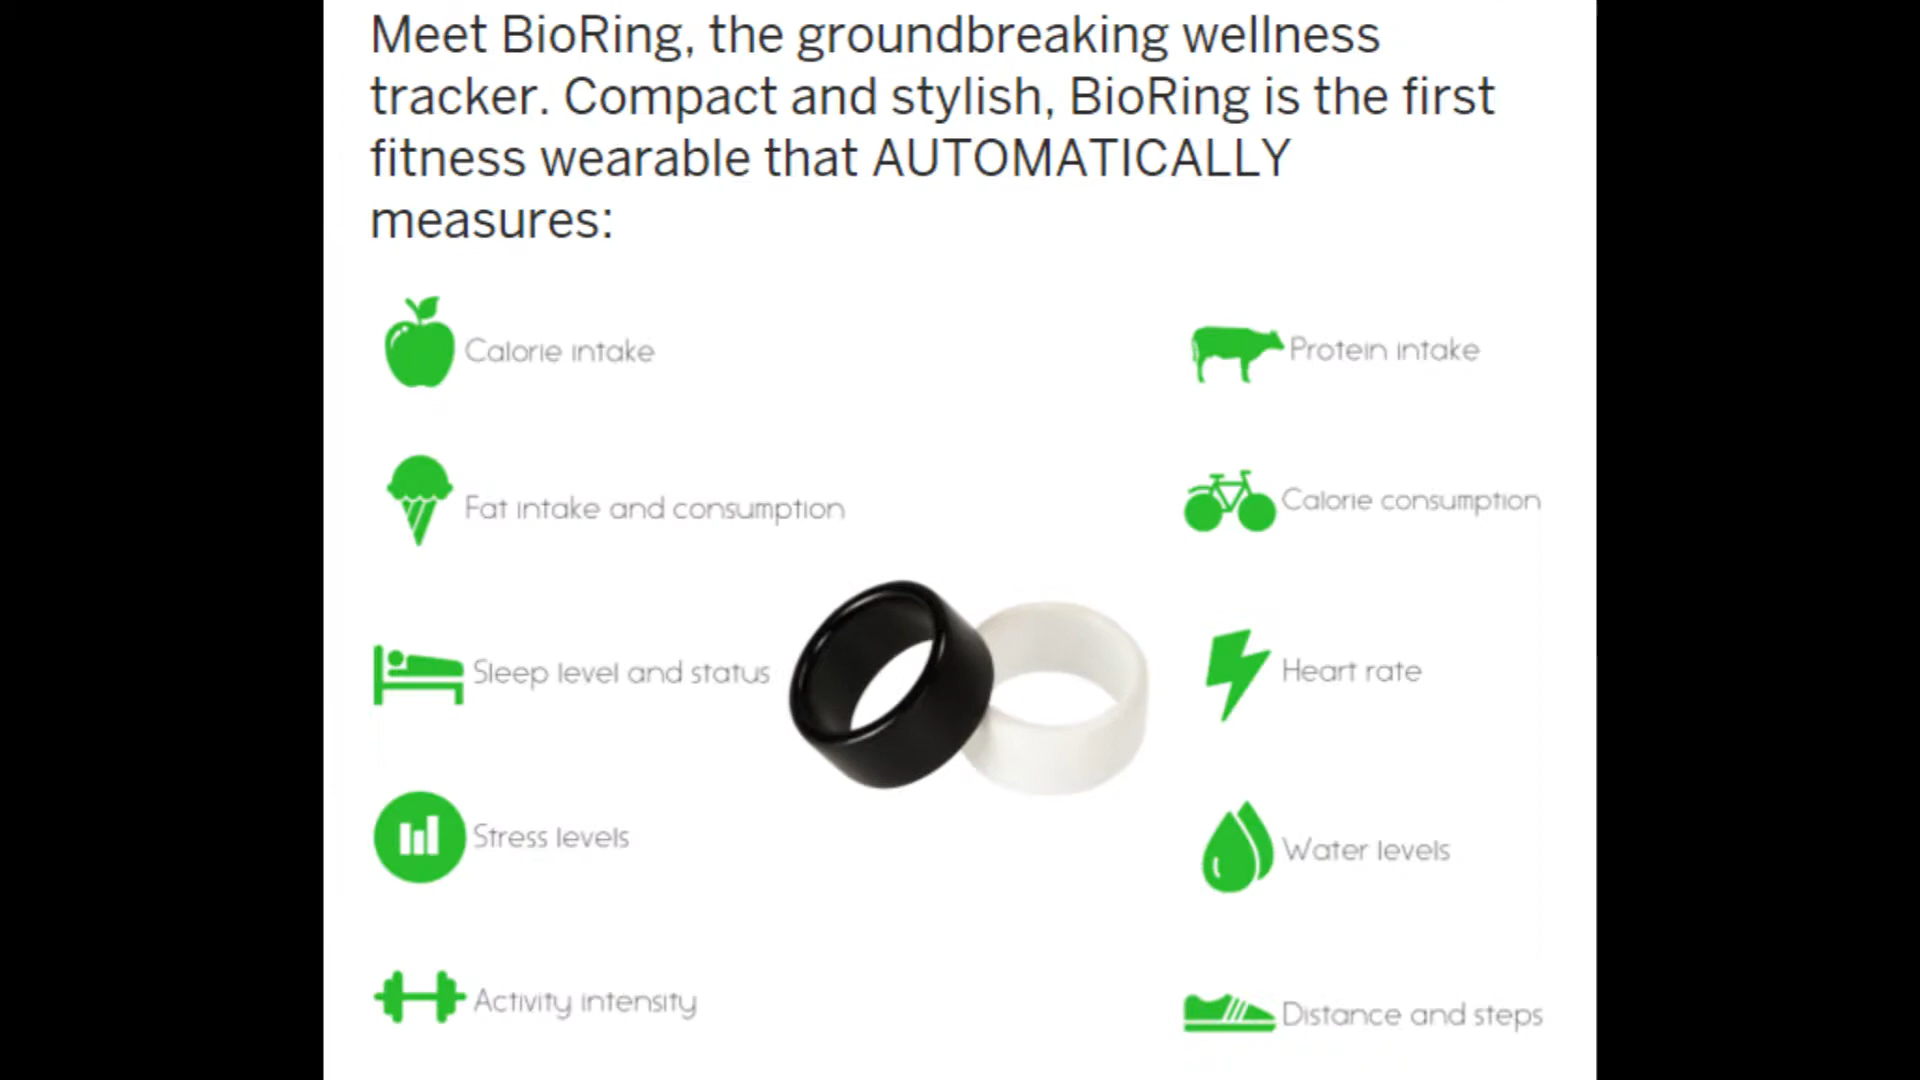 Meet BioRing, the groundbreaking wellness
tracker. Compact and stylish, BioRing is the first
fitness wearable that AUTOMATICALLY
measures:
Calorie intake
Protein intake
Fat intake and consumption
Calorie consumption
Sleep level and status
Heart rate
Stress levels
Water levels
Activity intensity
Distance and steps